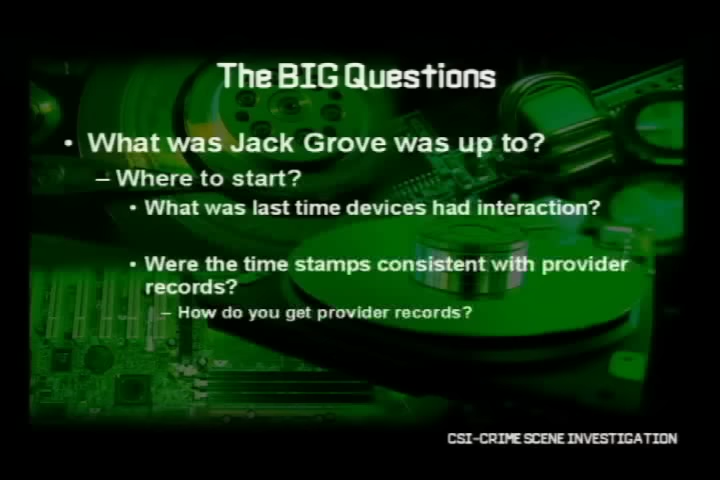 The BIG Questions
• What was Jack Grove was up to?
– Where to start?
• What was last time devices had interaction?
• Were the time stamps consistent with provider
records?
– How do you get provider records?
CSI-CRIME SCENE INVESTIGATION